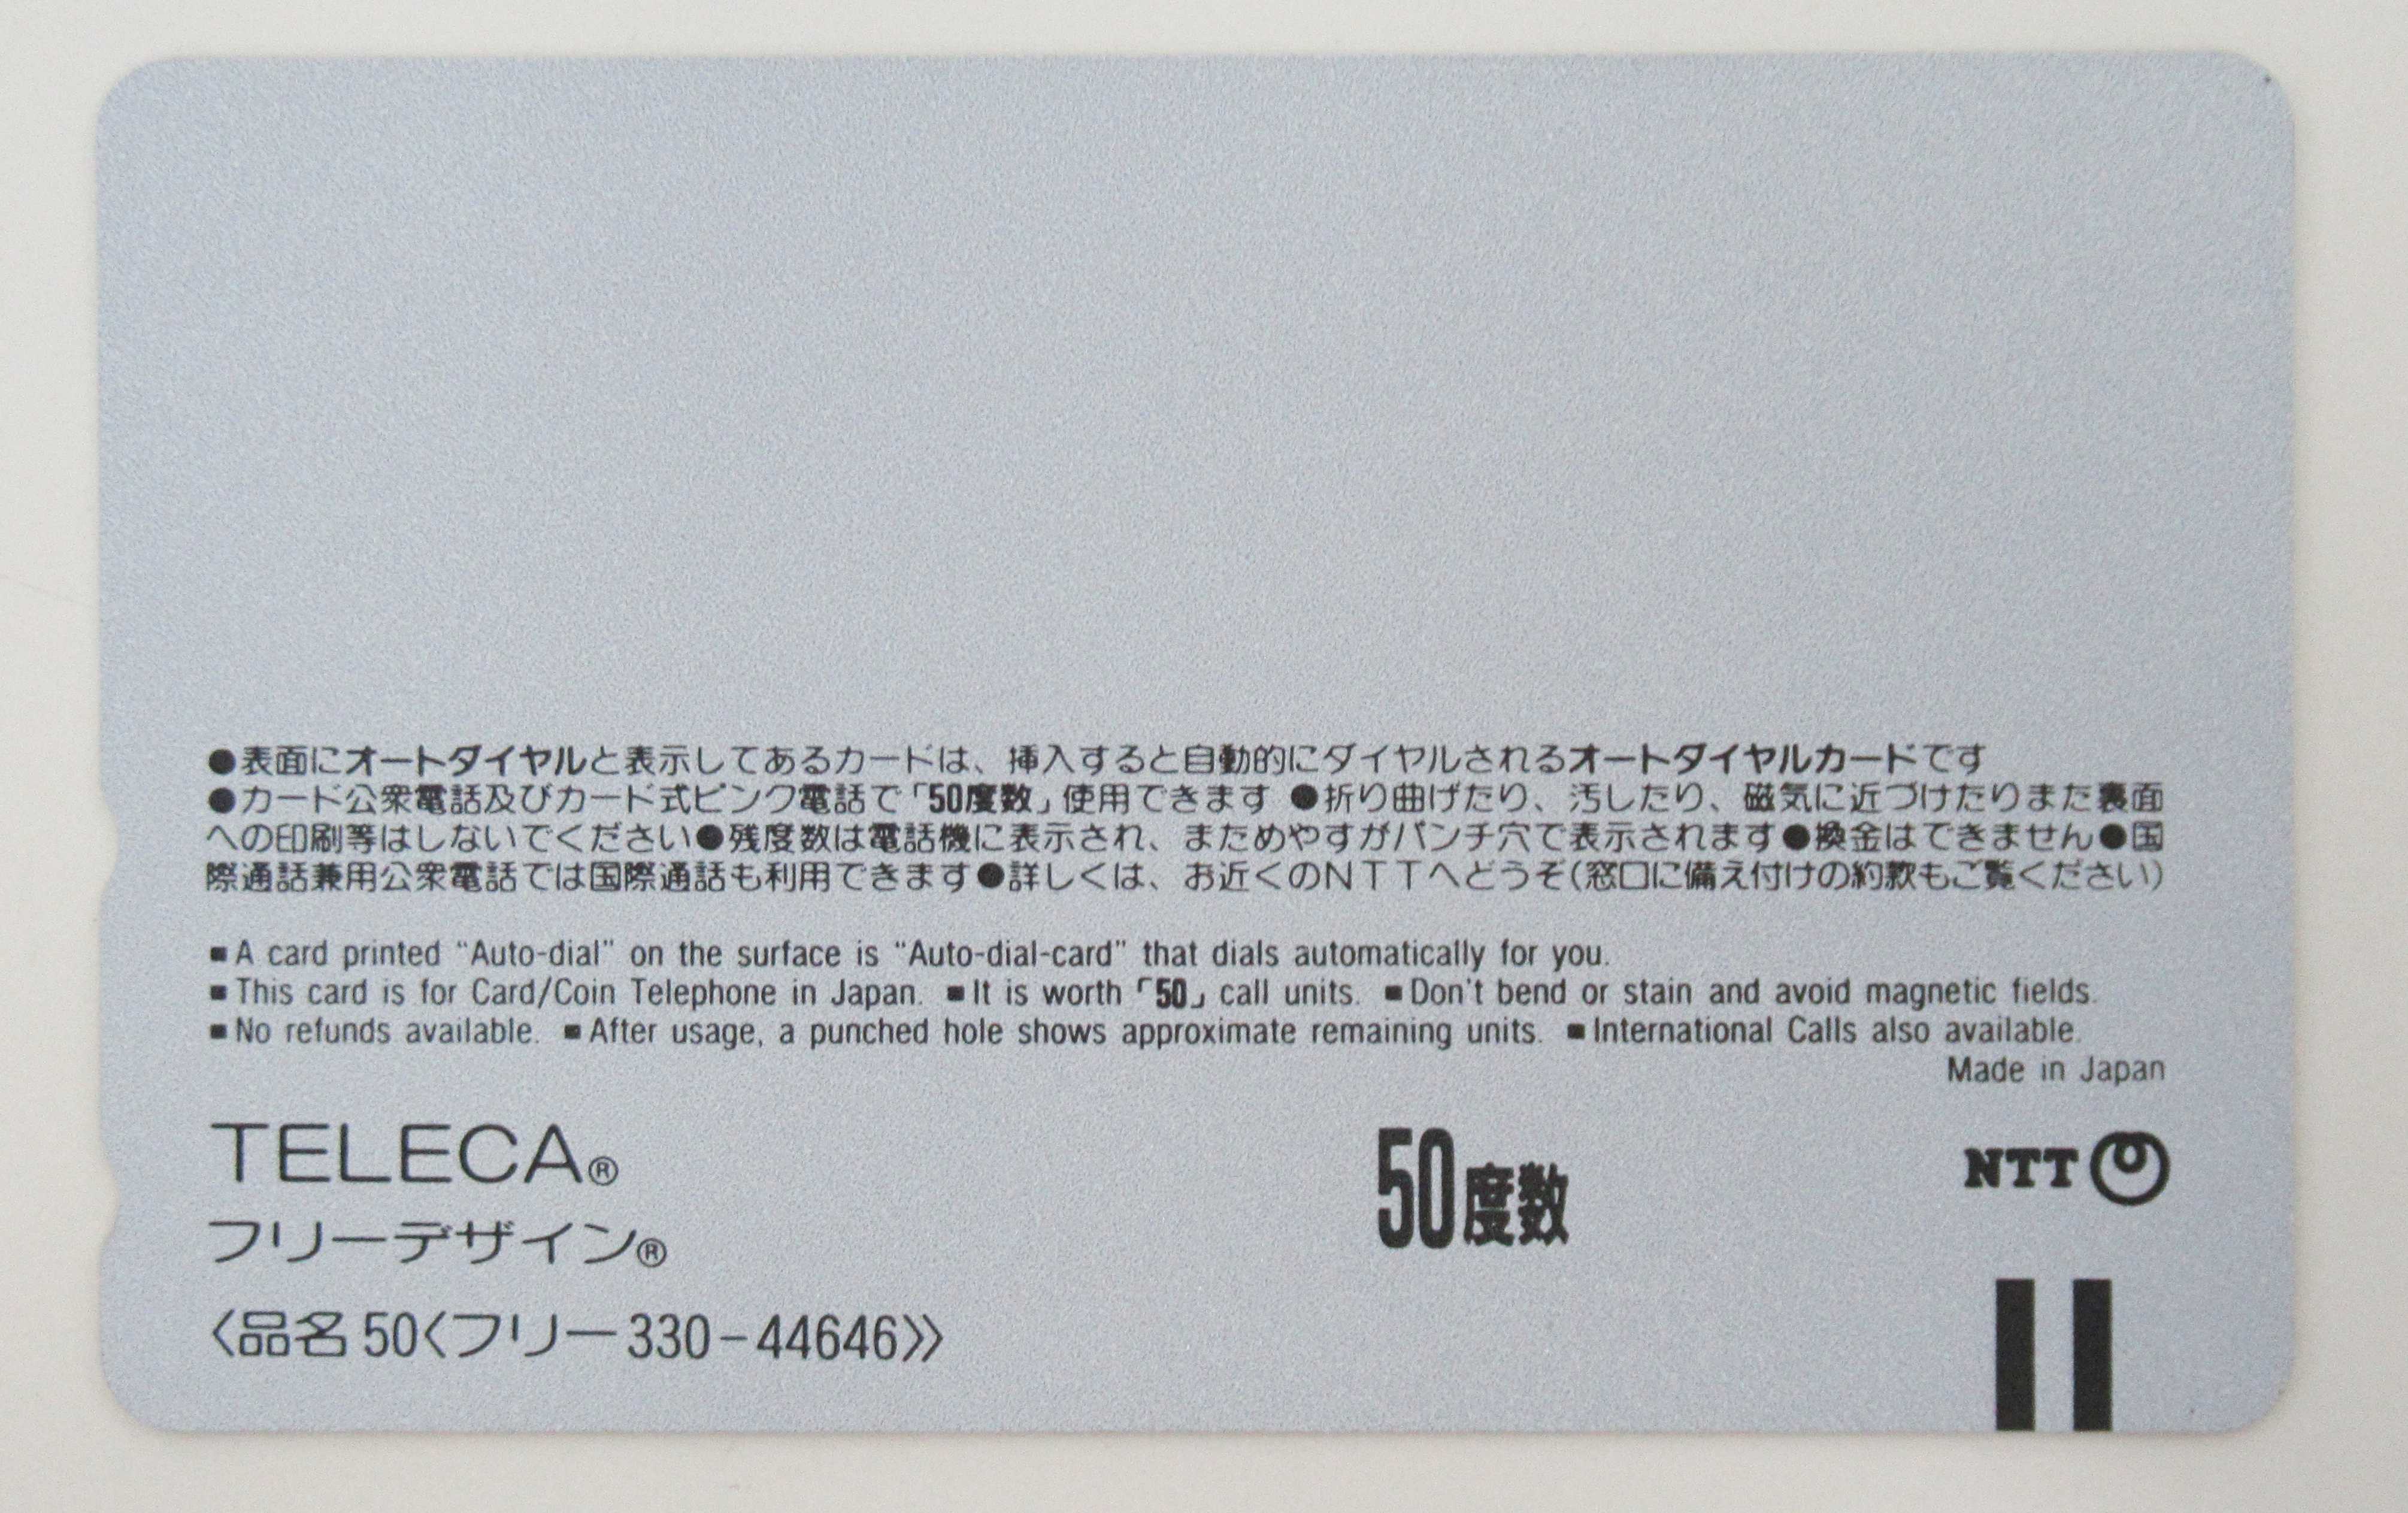 ●表面にオートダイヤルと表示してあるカードは、挿入すると自動的にダイヤルされるオートダイヤルカードです
●カード公衆電話及びカード式ピンク電話で「50度数」使用できます ●折り曲げたり、汚したり、磁気に近づけたりまた裏面
への印刷等はしないでください●残度数は電話機に表示され、まためやすがパンチ穴で表示されます●換金はできません●国
際通話兼用公衆電話では国際通話も利用できます●詳しくは、お近くのNTTへどうぞ(窓口に備え付けの約款もご覧ください)
■A card printed “Auto-dial” on the surface is “Auto-dial-card” that dials automatically for you.
■This card is for Card/Coin Telephone in Japan. ■It is worth「50」call units. ■Don't bend or stain and avoid magnetic fields.
■No refunds available. ■After usage, a punched hole shows approximate remaining units. ■International Calls also available.
Made in Japan
TELECA®
フリーデザイン®
〈品名50〈フリー330-44646〉〉
50度数
NTT